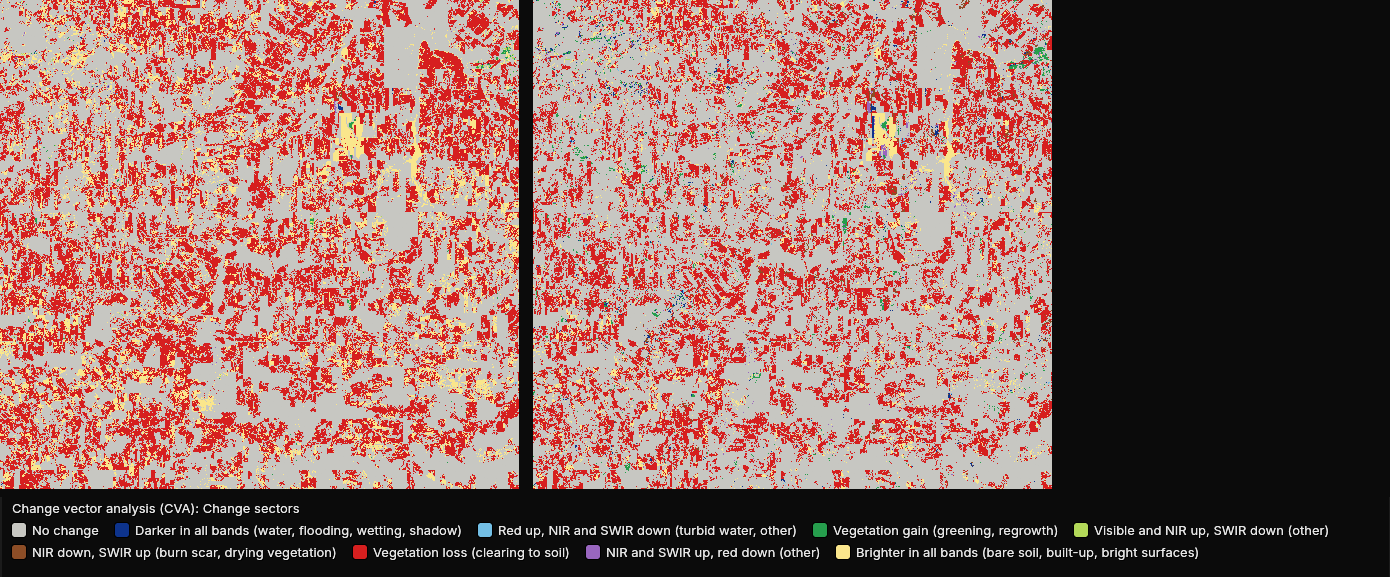 Change vector analysis (CVA): Change sectors
No change Darker in all bands (water, flooding, wetting, shadow) Red up, NIR and SWIR down (turbid water, other) Vegetation gain (greening, regrowth) Visible and NIR up, SWIR down (other)
NIR down, SWIR up (burn scar, drying vegetation) Vegetation loss (clearing to soil) NIR and SWIR up, red down (other) Brighter in all bands (bare soil, built-up, bright surfaces)